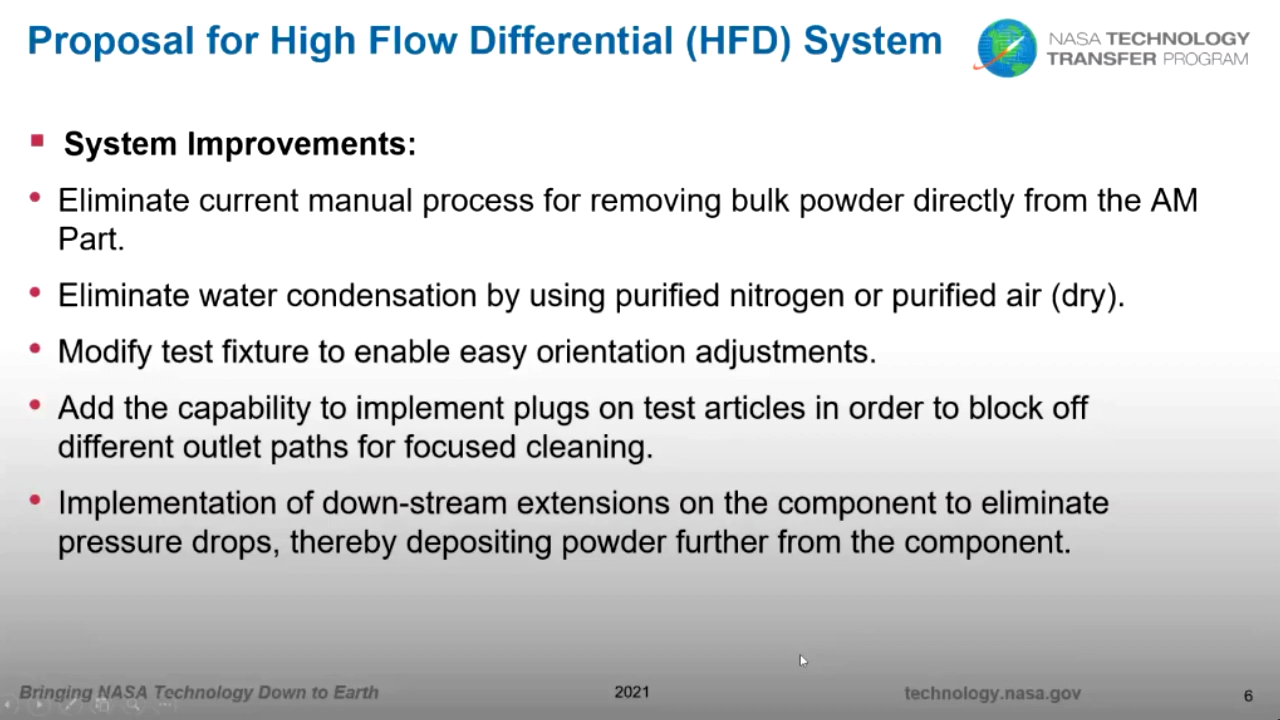 Proposal for High Flow Differential (HFD) System
NASA TECHNOLOGY
TRANSFER PROGRAM
System Improvements:
Eliminate current manual process for removing bulk powder directly from the AM
Part.
Eliminate water condensation by using purified nitrogen or purified air (dry).
Modify test fixture to enable easy orientation adjustments.
Add the capability to implement plugs on test articles in order to block off
different outlet paths for focused cleaning.
Implementation of down-stream extensions on the component to eliminate
pressure drops, thereby depositing powder further from the component.
Bringing NASA Technology Down to Earth
2021
technology.nasa.gov
6